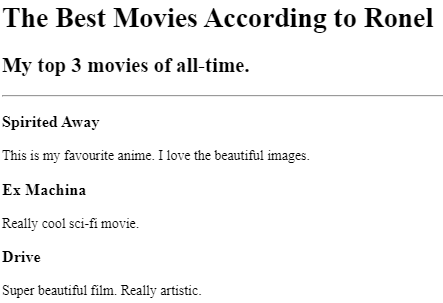 The Best Movies According to Ronel
My top 3 movies of all-time.
Spirited Away
This is my favourite anime. I love the beautiful images.
Ex Machina
Really cool sci-fi movie.
Drive
Super beautiful film. Really artistic.